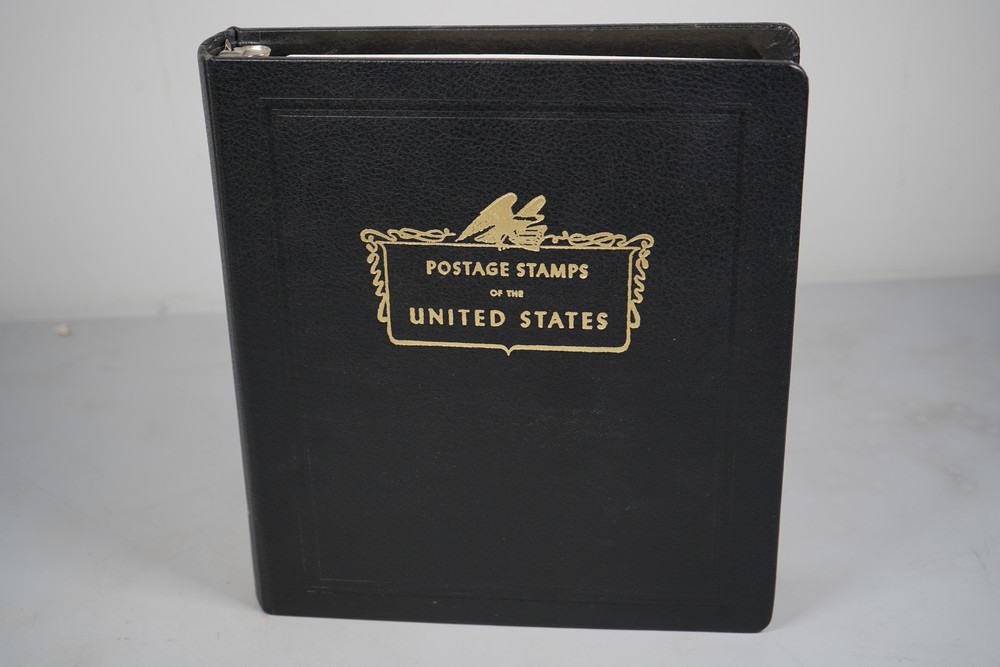 POSTAGE STAMPS
OF THE
UNITED STATES